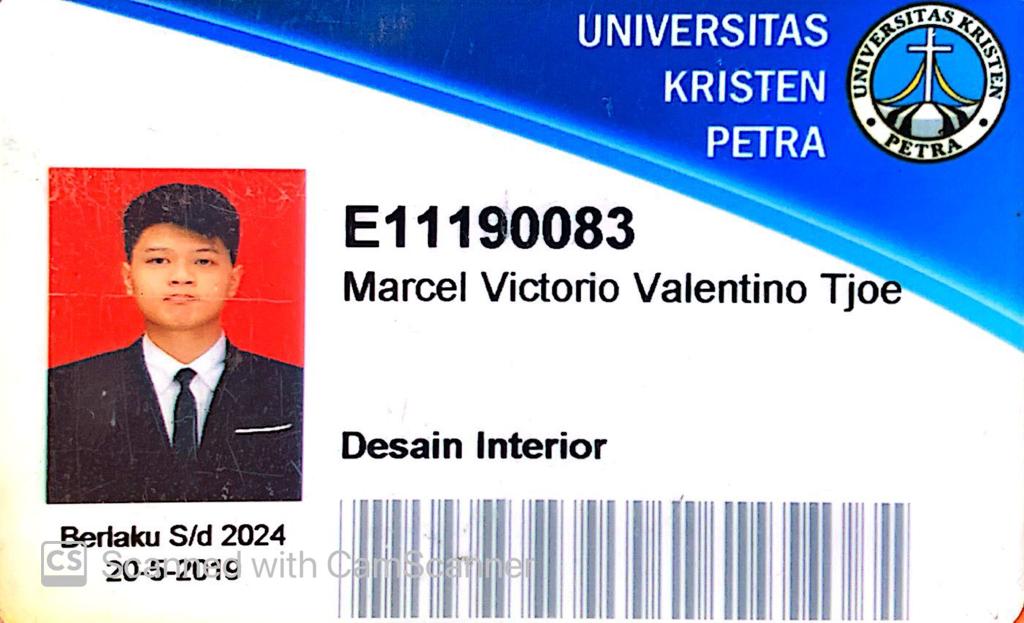 UNIVERSITAS
KRISTEN
PETRA
UNIVERSITAS KRISTEN
PETRA
E11190083
Marcel Victorio Valentino Tjoe
Desain Interior
Berlaku S/d 2024
20-5-2019
CS Scanned with CamScanner